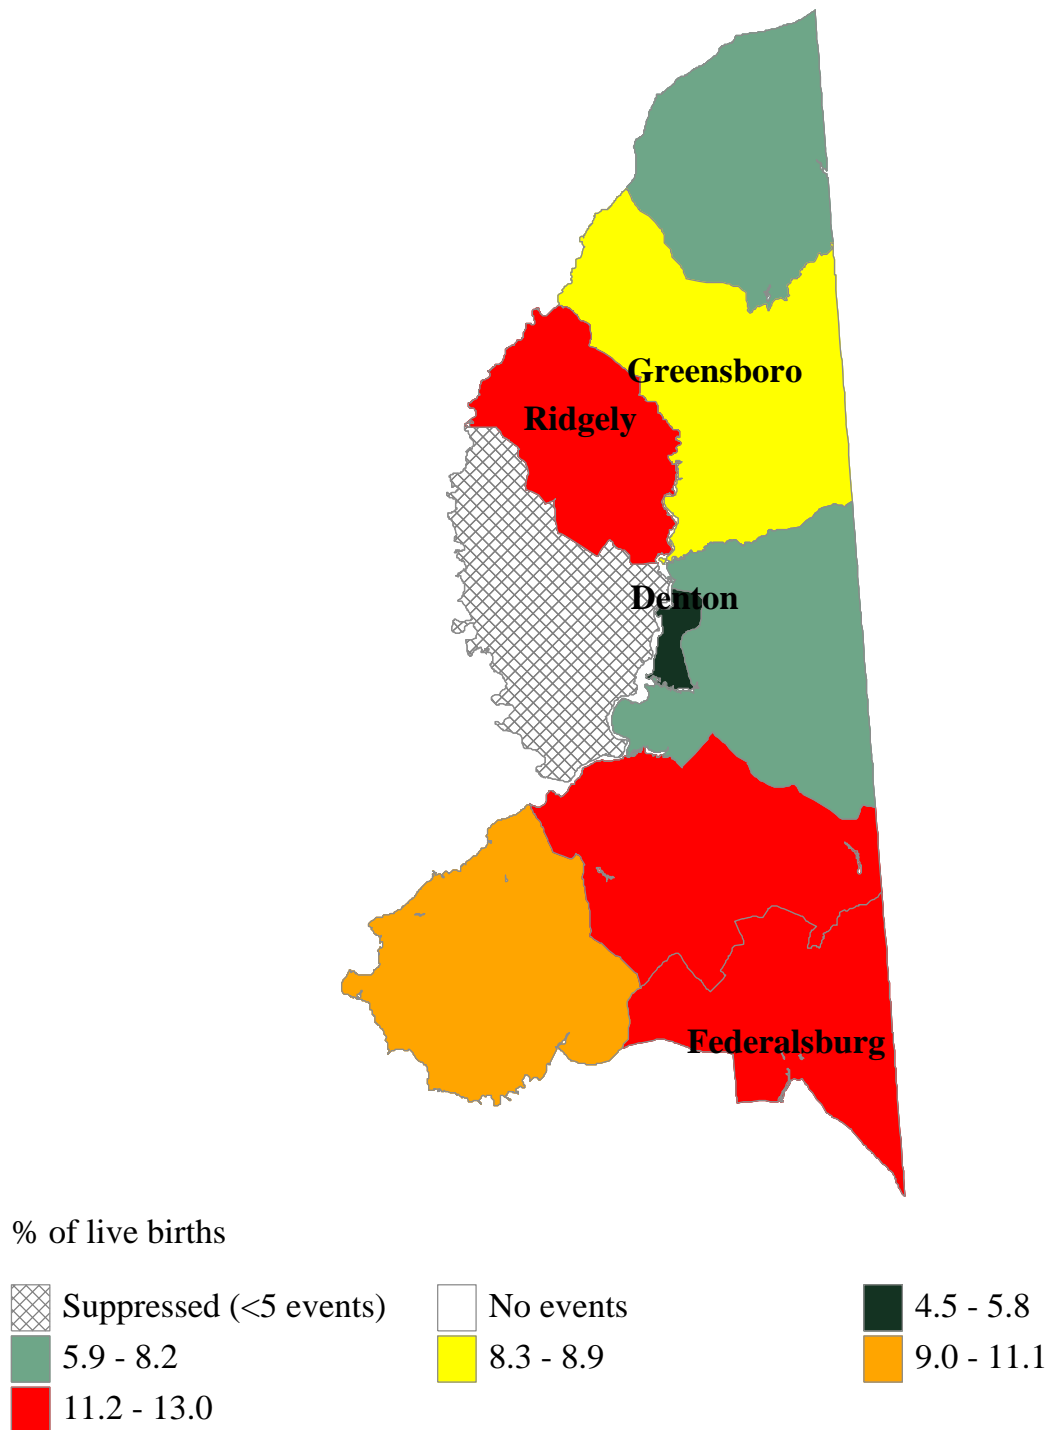 Greensboro
Ridgely
Denton
Federalsburg
% of live births
Suppressed (<5 events)
No events
4.5 - 5.8
5.9 - 8.2
8.3 - 8.9
9.0 - 11.1
11.2 - 13.0